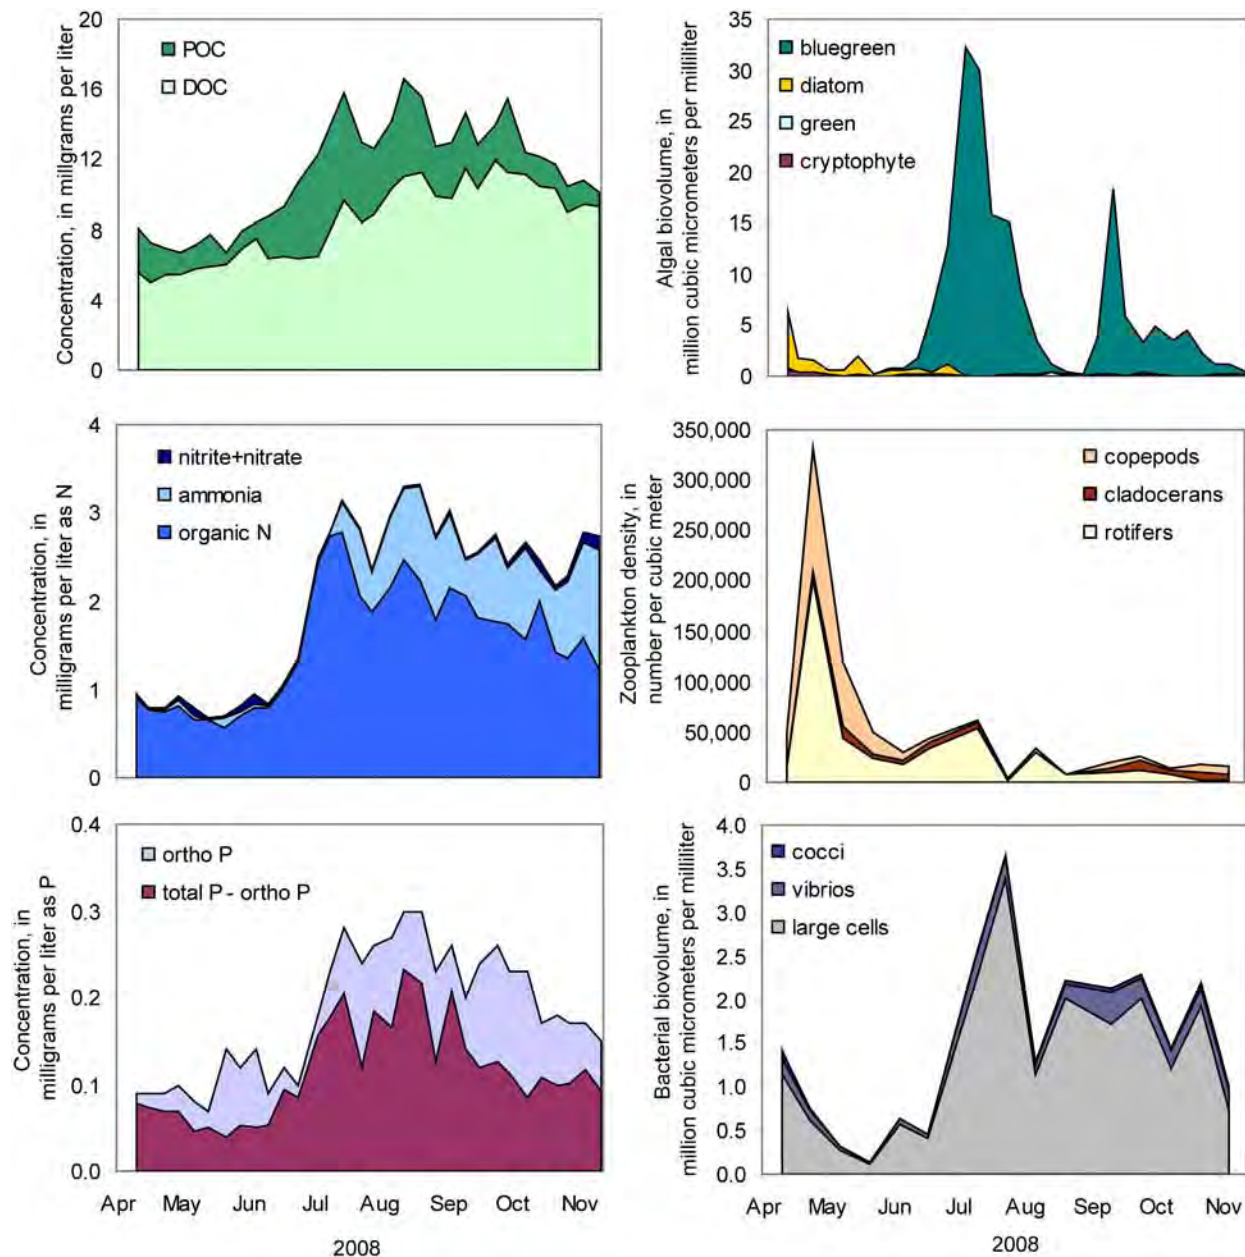 Concentration, in millgrams per liter
20
16
12
8
4
0
POC
DOC
Algal biovolume, in
million cubic micrometers per milliliter
35
30
25
20
15
10
5
0
bluegreen
diatom
green
cryptophyte
Concentration, in
milligrams per liter as N
4
3
2
1
0
nitrite+nitrate
ammonia
organic N
Zooplankton density, in
number per cubic meter
350,000
300,000
250,000
200,000
150,000
100,000
50,000
0
copepods
cladocerans
rotifers
Concentration, in
milligrams per liter as P
0.4
0.3
0.2
0.1
0.0
ortho P
total P - ortho P
Apr May Jun Jul Aug Sep Oct Nov
2008
Bacterial biovolume, in
million cubic micrometers per milliliter
4.0
3.5
3.0
2.5
2.0
1.5
1.0
0.5
0.0
cocci
vibrios
large cells
Apr May Jun Jul Aug Sep Oct Nov
2008